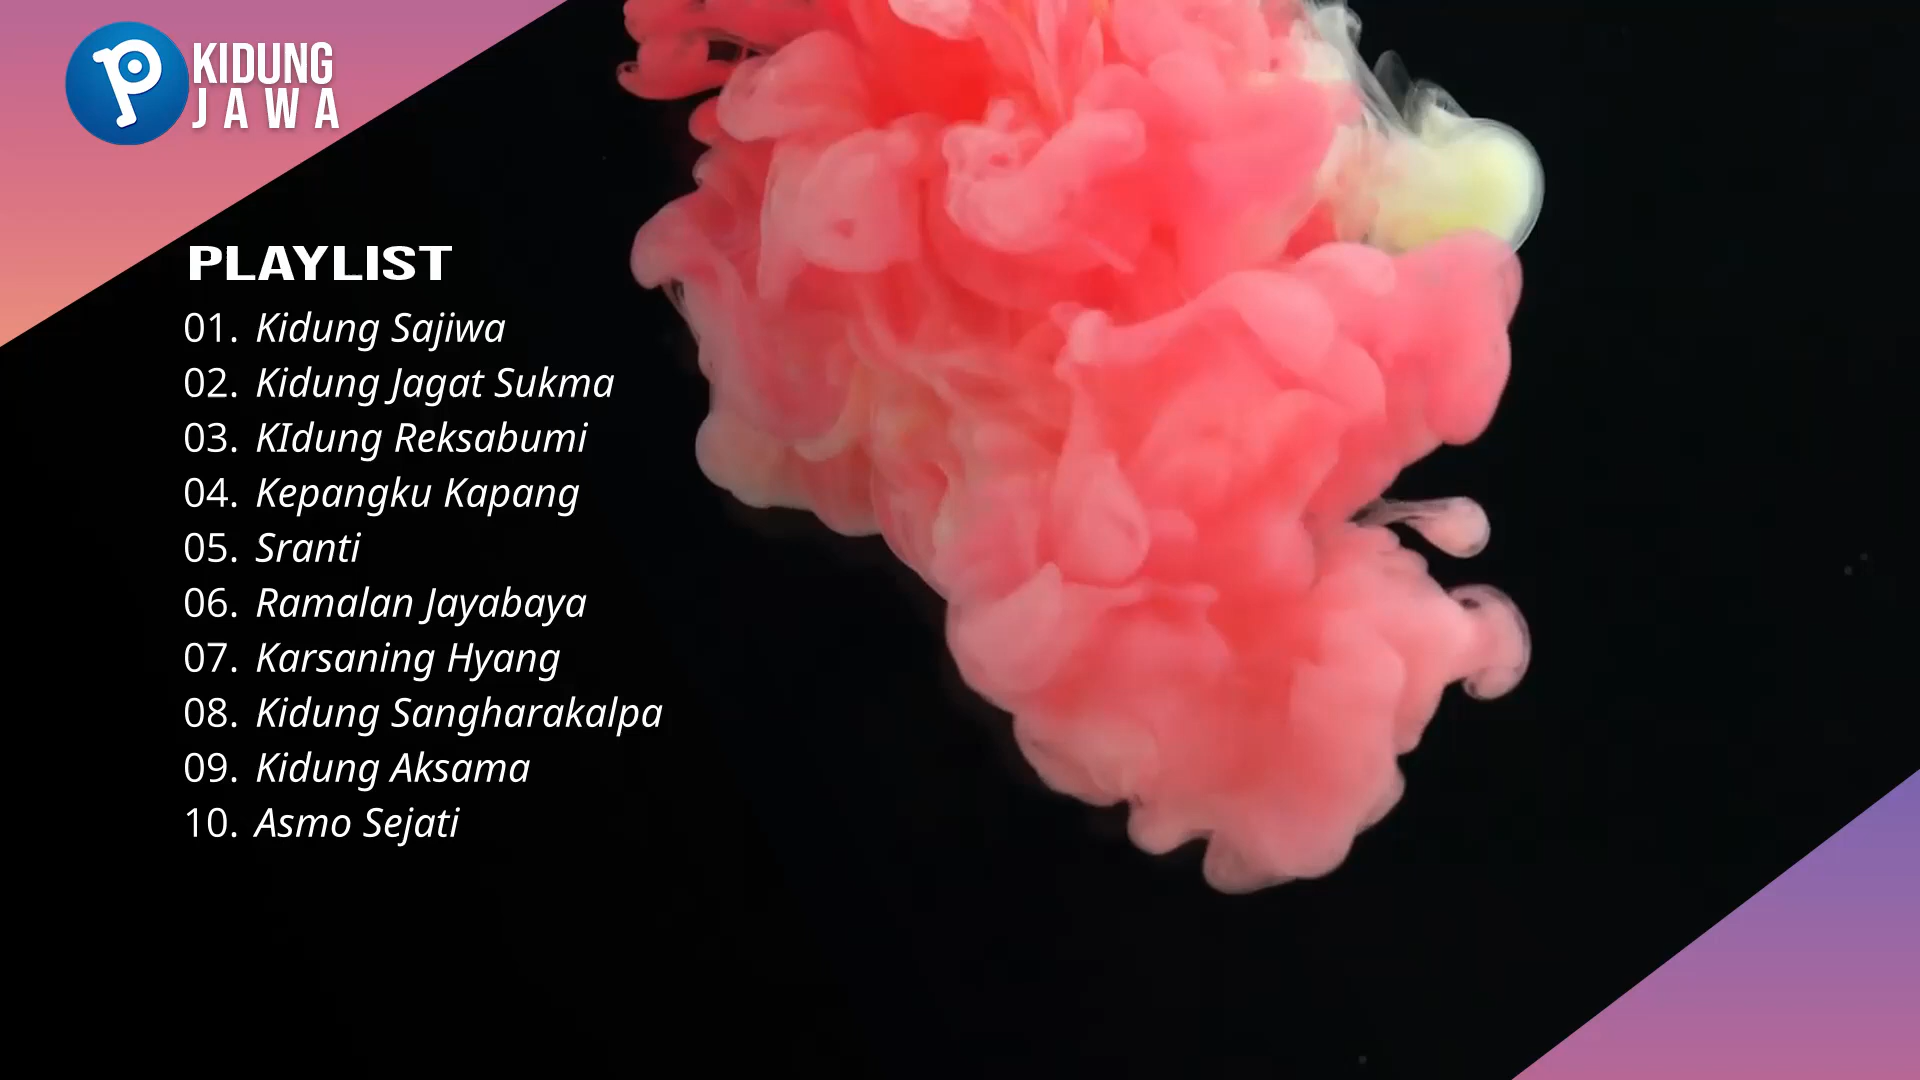 KIDUNG
JAWA
PLAYLIST
01. Kidung Sajiwa
02. Kidung Jagat Sukma
03. KIdung Reksabumi
04. Kepangku Kapang
05. Sranti
06. Ramalan Jayabaya
07. Karsaning Hyang
08. Kidung Sangharakalpa
09. Kidung Aksama
10. Asmo Sejati